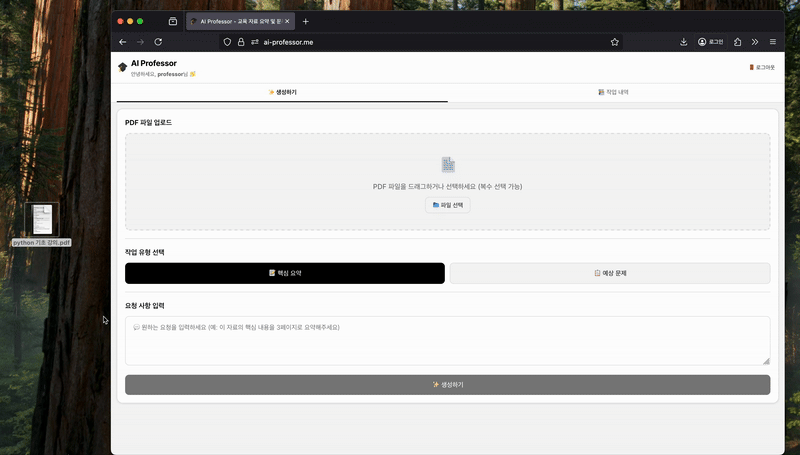 AI Professor - 교육 자료 요약 및 문
ai-professor.me
로그인
AI Professor
안녕하세요, professor님
로그아웃
생성하기
작업 내역
PDF 파일 업로드
PDF 파일을 드래그하거나 선택하세요 (복수 선택 가능)
파일 선택
python 기초 강의.pdf
작업 유형 선택
핵심 요약
예상 문제
요청 사항 입력
원하는 요청을 입력하세요 (예: 이 자료의 핵심 내용을 3페이지로 요약해주세요)
생성하기